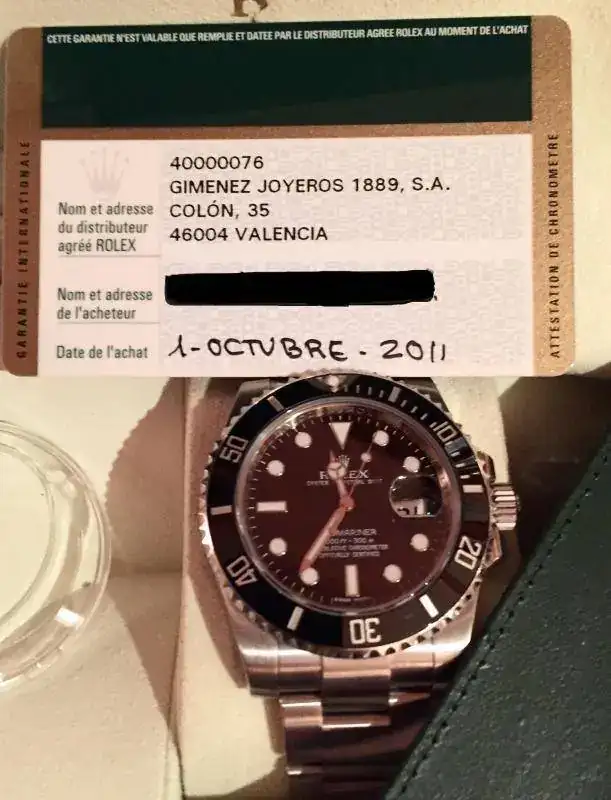 CETTE GARANTIE N'EST VALABLE QUE REMPLIE ET DATEE PAR LE DISTRIBUTEUR AGREE ROLEX AU MOMENT DE L'ACHAT
GARANTIE INTERNATIONALE
40000076
GIMENEZ JOYEROS 1889, S.A.
Nom et adresse
du distributeur
agréé ROLEX
COLÓN, 35
46004 VALENCIA
Nom et adresse
de l'acheteur
Date de l'achat
1-OCTUBRE-2011
ATTESTATION DE CHRONOMETRE
50
10
ROLEX
20
40
30
OFFICIALLY CERTIFIED